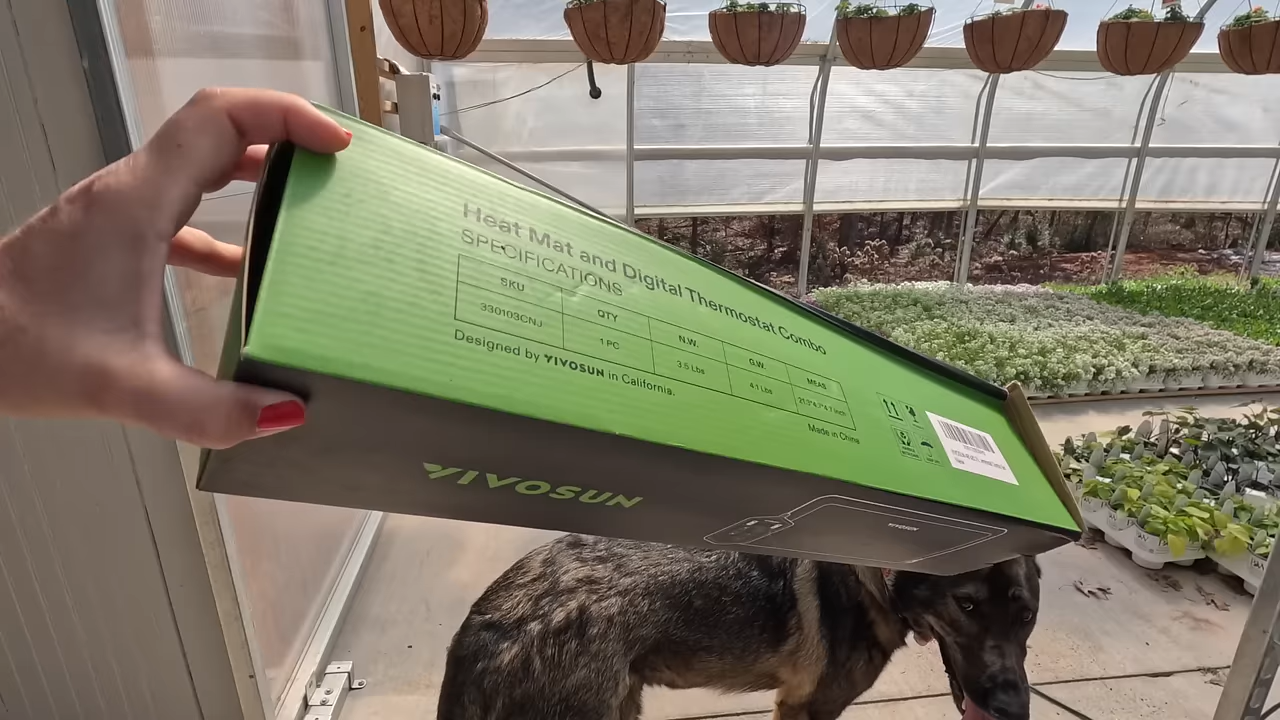 Heat Mat and Digital Thermostat Combo
SPECIFICATIONS
SKU QTY N.W. G.W. MEAS
330103CNJ 1 PC 3.5 Lbs 4.1 Lbs
Designed by VIVOSUN in California.
Made in China
VIVOSUN
VIVOSUN